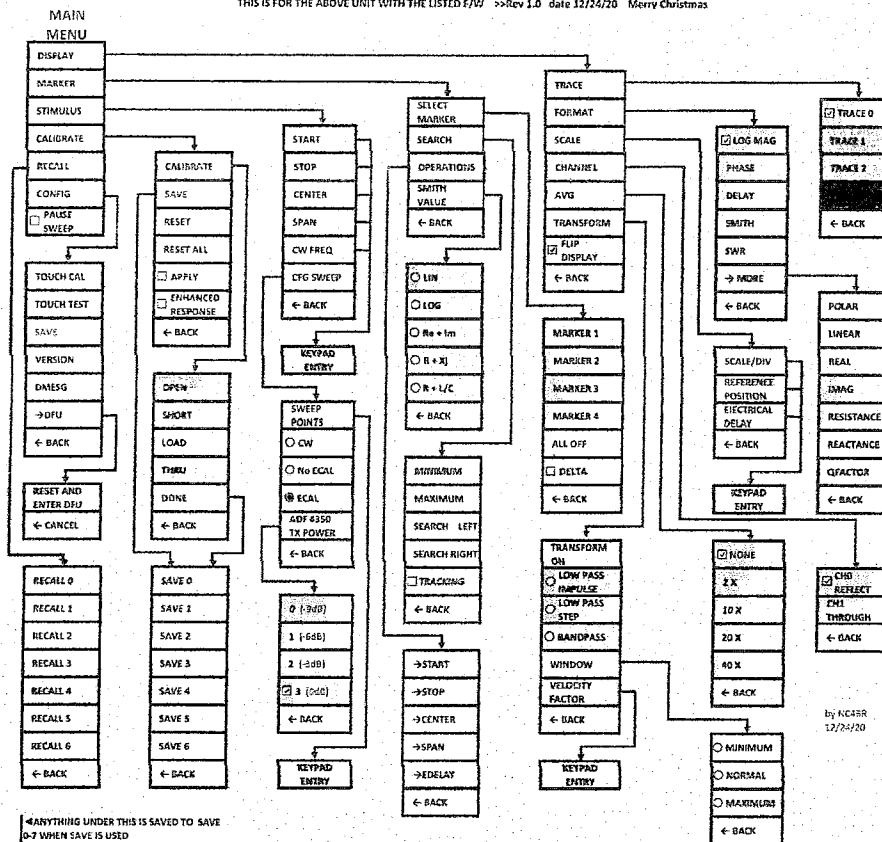 THIS IS FOR THE ABOVE UNIT WITH THE LISTED F/W >>Rev 1.0 date 12/24/20 Merry Christmas
MAIN
MENU
DISPLAY
MARKER
STIMULUS
CALIBRATE
RECALL
CONFIG
PAUSE
SWEEP
TOUCH CAL
TOUCH TEST
SAVE
VERSION
DMESG
→DFU
← BACK
RESET AND
ENTER DFU
← CANCEL
RECALL 0
RECALL 1
RECALL 2
RECALL 3
RECALL 4
RECALL 5
RECALL 6
← BACK
CALIBRATE
SAVE
RESET
RESET ALL
APPLY
ENHANCED
RESPONSE
← BACK
OPEN
SHORT
LOAD
THRU
DONE
← BACK
SAVE 0
SAVE 1
SAVE 2
SAVE 3
SAVE 4
SAVE 5
SAVE 6
← BACK
START
STOP
CENTER
SPAN
CW FREQ
CFG SWEEP
← BACK
KEYPAD
ENTRY
SWEEP
POINTS
CW
No ECAL
ECAL
ADF 4350
TX POWER
← BACK
0 (-9dB)
1 (-6dB)
2 (-3dB)
3 (0dB)
← BACK
KEYPAD
ENTRY
SELECT
MARKER
SEARCH
OPERATIONS
SMITH
VALUE
← BACK
LIN
LOG
Re + Im
R + Xj
R + L/C
← BACK
MINIMUM
MAXIMUM
SEARCH LEFT
SEARCH RIGHT
TRACKING
← BACK
→START
→STOP
→CENTER
→SPAN
→EDELAY
← BACK
TRACE
FORMAT
SCALE
CHANNEL
AVG
TRANSFORM
FLIP
DISPLAY
← BACK
MARKER 1
MARKER 2
MARKER 3
MARKER 4
ALL OFF
DELTA
← BACK
TRANSFORM
ON
LOW PASS
IMPULSE
LOW PASS
STEP
BANDPASS
WINDOW
VELOCITY
FACTOR
← BACK
KEYPAD
ENTRY
LOG MAG
PHASE
DELAY
SMITH
SWR
→ MORE
← BACK
SCALE/DIV
REFERENCE
POSITION
ELECTRICAL
DELAY
← BACK
KEYPAD
ENTRY
NONE
2 X
10 X
20 X
40 X
← BACK
MINIMUM
NORMAL
MAXIMUM
← BACK
TRACE 0
TRACE 1
TRACE 2
← BACK
POLAR
LINEAR
REAL
IMAG
RESISTANCE
REACTANCE
QFACTOR
← BACK
CH0
REFLECT
CH1
THROUGH
← BACK
by NC4BR
12/24/20
◄ANYTHING UNDER THIS IS SAVED TO SAVE
0-7 WHEN SAVE IS USED